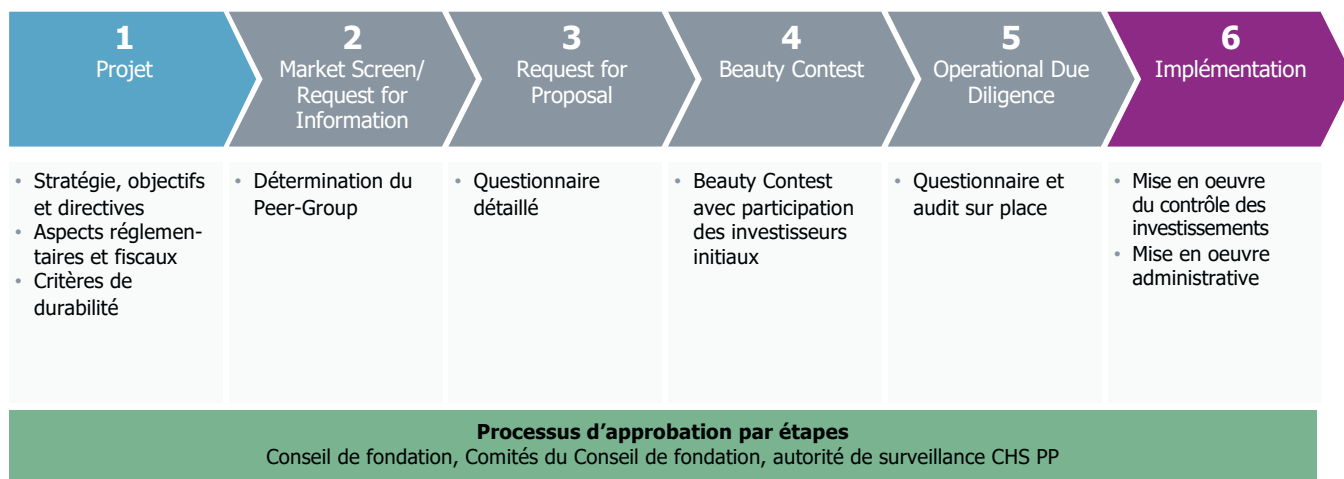 1
Projet
2
Market Screen/
Request for
Information
3
Request for
Proposal
4
Beauty Contest
5
Operational Due
Diligence
6
Implémentation
• Stratégie, objectifs
et directives
• Aspects réglemen-
taires et fiscaux
• Critères de
durabilité
• Détermination du
Peer-Group
• Questionnaire
détaillé
• Beauty Contest
avec participation
des investisseurs
initiaux
• Questionnaire et
audit sur place
• Mise en oeuvre
du contrôle des
investissements
• Mise en oeuvre
administrative
Processus d’approbation par étapes
Conseil de fondation, Comités du Conseil de fondation, autorité de surveillance CHS PP